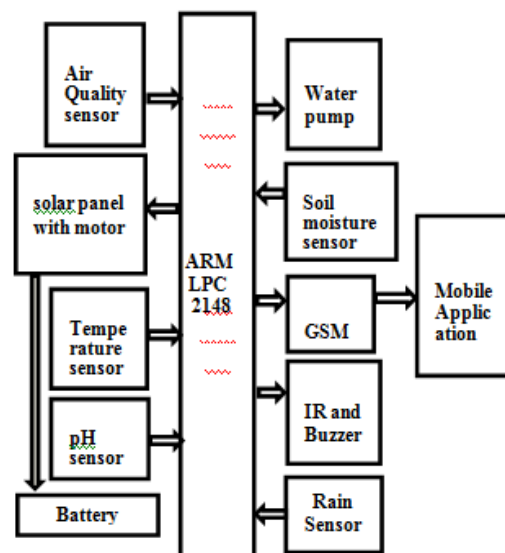 Air
Quality
sensor
solar panel
with motor
Tempe
rature
sensor
pH
sensor
Battery
ARM
LPC
2148
Water
pump
Soil
moisture
sensor
GSM
IR and
Buzzer
Rain
Sensor
Mobile
Applic
ation